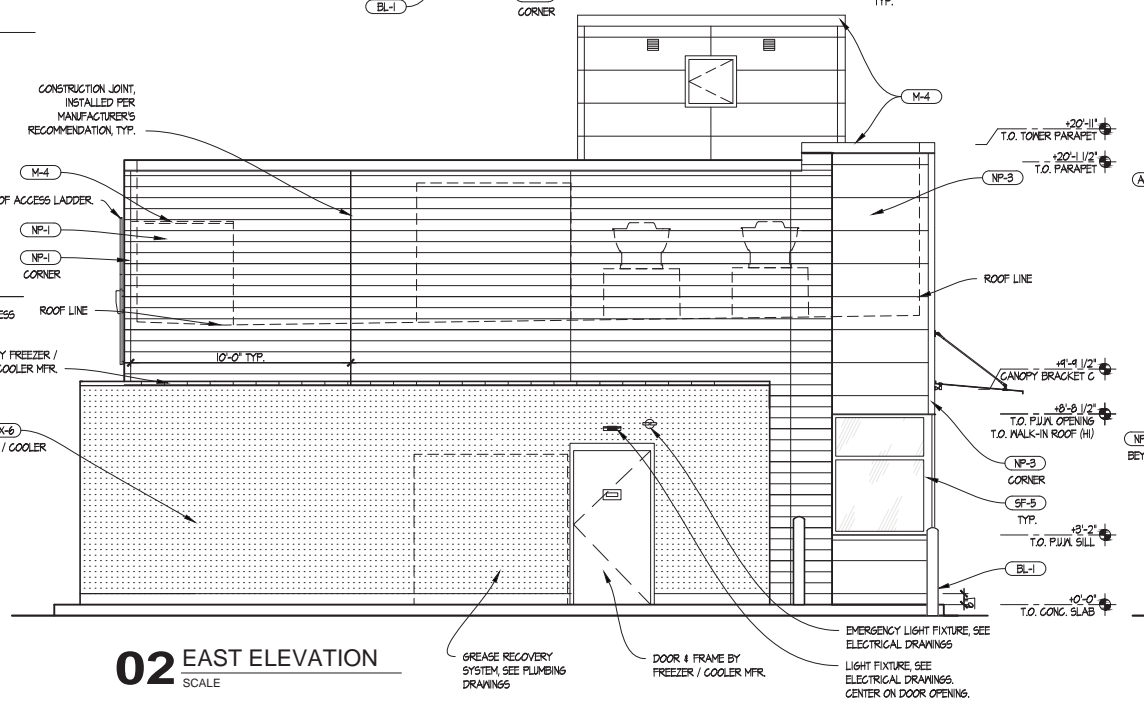 BL-1
CORNER
TYP.
CONSTRUCTION JOINT,
INSTALLED PER
MANUFACTURER'S
RECOMMENDATION, TYP.
M-4
OF ACCESS LADDER.
NP-1
NP-1
CORNER
ESS
ROOF LINE
Y FREEZER /
COOLER MFR.
X-6
/ COOLER
10'-0" TYP.
M-4
+20'-11"
T.O. TOWER PARAPET
+20'-1 1/2"
T.O. PARAPET
NP-3
ROOF LINE
+9'-9 1/2"
CANOPY BRACKET C
+8'-8 1/2"
T.O. P.U.W. OPENING
T.O. WALK-IN ROOF (HI)
NP-3
CORNER
SF-5
TYP.
+3'-2"
T.O. P.U.W. SILL
BL-1
+0'-0"
T.O. CONC. SLAB
A
NP
BEY
GREASE RECOVERY
SYSTEM, SEE PLUMBING
DRAWINGS
DOOR & FRAME BY
FREEZER / COOLER MFR.
EMERGENCY LIGHT FIXTURE, SEE
ELECTRICAL DRAWINGS
LIGHT FIXTURE, SEE
ELECTRICAL DRAWINGS.
CENTER ON DOOR OPENING.
02 EAST ELEVATION
SCALE